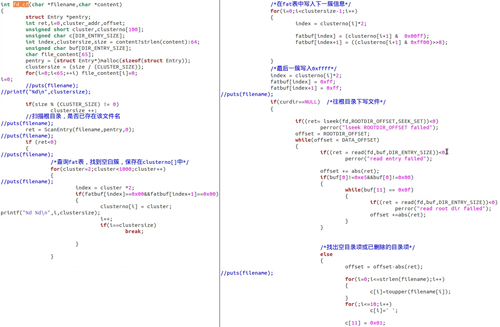 int fd_cf(char *filename,char *content)
{
struct Entry *pentry;
int ret,i=0,cluster_addr,offset;
unsigned short cluster,clusterno[100];
unsigned char c[DIR_ENTRY_SIZE];
int index,clustersize,size = content?strlen(content):64;
unsigned char buf[DIR_ENTRY_SIZE];
char file_content[65];
pentry = (struct Entry*)malloc(sizeof(struct Entry));
clustersize = (size / (CLUSTER_SIZE));
for(i=0;i<65;i++) file_content[i]=0;
i=0;
//puts(filename);
//printf("%d\n",clustersize);
if(size % (CLUSTER_SIZE) != 0)
clustersize ++;
//扫描根目录，是否已存在该文件名
//puts(filename);
ret = ScanEntry(filename,pentry,0);
//puts(filename);
if (ret<0)
{
//puts(filename);
/*查询fat表，找到空白簇，保存在clusterno[]中*/
for(cluster=2;cluster<1000;cluster++)
{
//puts(filename);
index = cluster *2;
if(fatbuf[index]==0x00&&fatbuf[index+1]==0x00)
{
clusterno[i] = cluster;
printf("%d %d\n",i,clustersize);
i++;
if(i==clustersize)
break;
}
}
/*在fat表中写入下一簇信息*/
for(i=0;i<clustersize-1;i++)
{
index = clusterno[i]*2;
fatbuf[index] = (clusterno[i+1] & 0x00ff);
fatbuf[index+1] = ((clusterno[i+1] & 0xff00)>>8);
}
/*最后一簇写入0xffff*/
index = clusterno[i]*2;
fatbuf[index] = 0xff;
fatbuf[index+1] = 0xff;
//puts(filename);
if(curdir==NULL) /*往根目录下写文件*/
{
if((ret= lseek(fd,ROOTDIR_OFFSET,SEEK_SET))<0)
perror("lseek ROOTDIR_OFFSET failed");
offset = ROOTDIR_OFFSET;
while(offset < DATA_OFFSET)
{
if((ret = read(fd,buf,DIR_ENTRY_SIZE))<0)
perror("read entry failed");
offset += abs(ret);
if(buf[0]!=0xe5&&buf[0]!=0x00)
{
while(buf[11] == 0x0f)
{
if((ret = read(fd,buf,DIR_ENTRY_SIZE))<0)
perror("read root dir failed");
offset +=abs(ret);
}
}
/*找出空目录项或已删除的目录项*/
else
{
offset = offset-abs(ret);
//puts(filename);
for(i=0;i<=strlen(filename);i++)
{
c[i]=toupper(filename[i]);
}
for(;i<=10;i++)
c[i]=' ';
c[11] = 0x01;